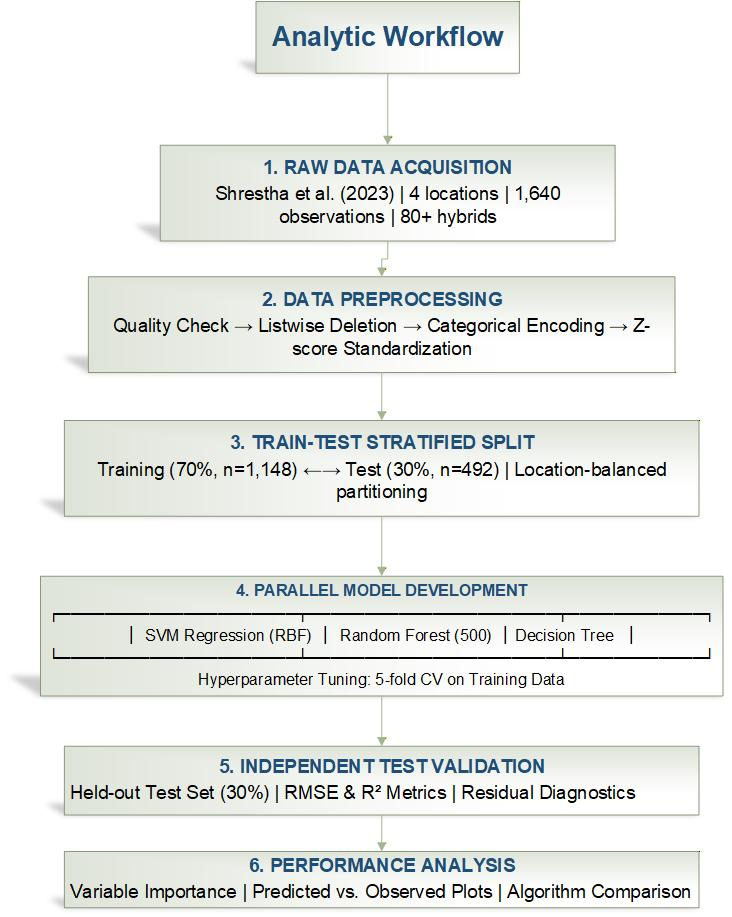 Analytic Workflow
1. RAW DATA ACQUISITION
Shrestha et al. (2023) | 4 locations | 1,640
observations | 80+ hybrids
2. DATA PREPROCESSING
Quality Check → Listwise Deletion → Categorical Encoding → Z-
score Standardization
3. TRAIN-TEST STRATIFIED SPLIT
Training (70%, n=1,148) ←→ Test (30%, n=492) | Location-balanced
partitioning
4. PARALLEL MODEL DEVELOPMENT
| SVM Regression (RBF) | Random Forest (500) | Decision Tree |
Hyperparameter Tuning: 5-fold CV on Training Data
5. INDEPENDENT TEST VALIDATION
Held-out Test Set (30%) | RMSE & R² Metrics | Residual Diagnostics
6. PERFORMANCE ANALYSIS
Variable Importance | Predicted vs. Observed Plots | Algorithm Comparison